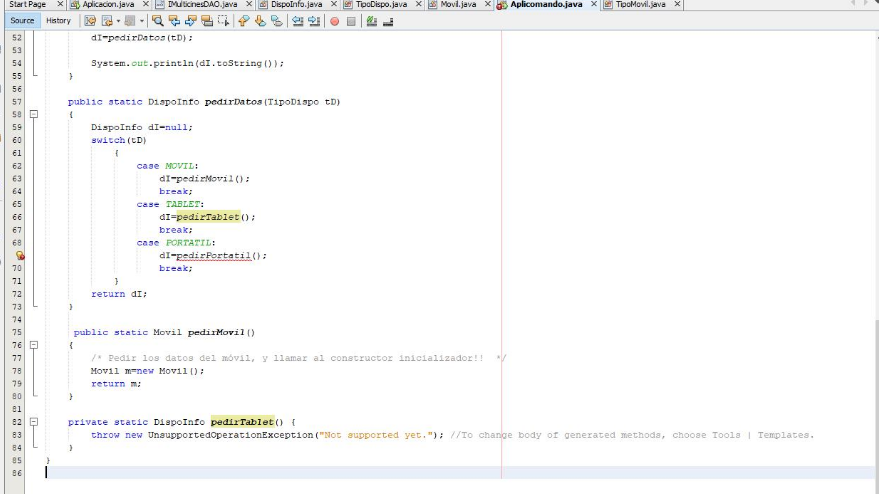 Start Page Aplicacion.java IMulticinesDAO.java DispoInfo.java TipoDispo.java Movil.java Aplicomando.java TipoMovil.java
Source History
52 dI=pedirDatos(tD);
53
54 System.out.println(dI.toString());
55 }
56
57 public static DispoInfo pedirDatos(TipoDispo tD)
58 {
59 DispoInfo dI=null;
60 switch(tD)
61 {
62 case MOVIL:
63 dI=pedirMovil();
64 break;
65 case TABLET:
66 dI=pedirTablet();
67 break;
68 case PORTATIL:
dI=pedirPortatil();
70 break;
71 }
72 return dI;
73 }
74
75 public static Movil pedirMovil()
76 {
77 /* Pedir los datos del móvil, y llamar al constructor inicializador!! */
78 Movil m=new Movil();
79 return m;
80 }
81
82 private static DispoInfo pedirTablet() {
83 throw new UnsupportedOperationException("Not supported yet."); //To change body of generated methods, choose Tools | Templates.
84 }
85 }
86